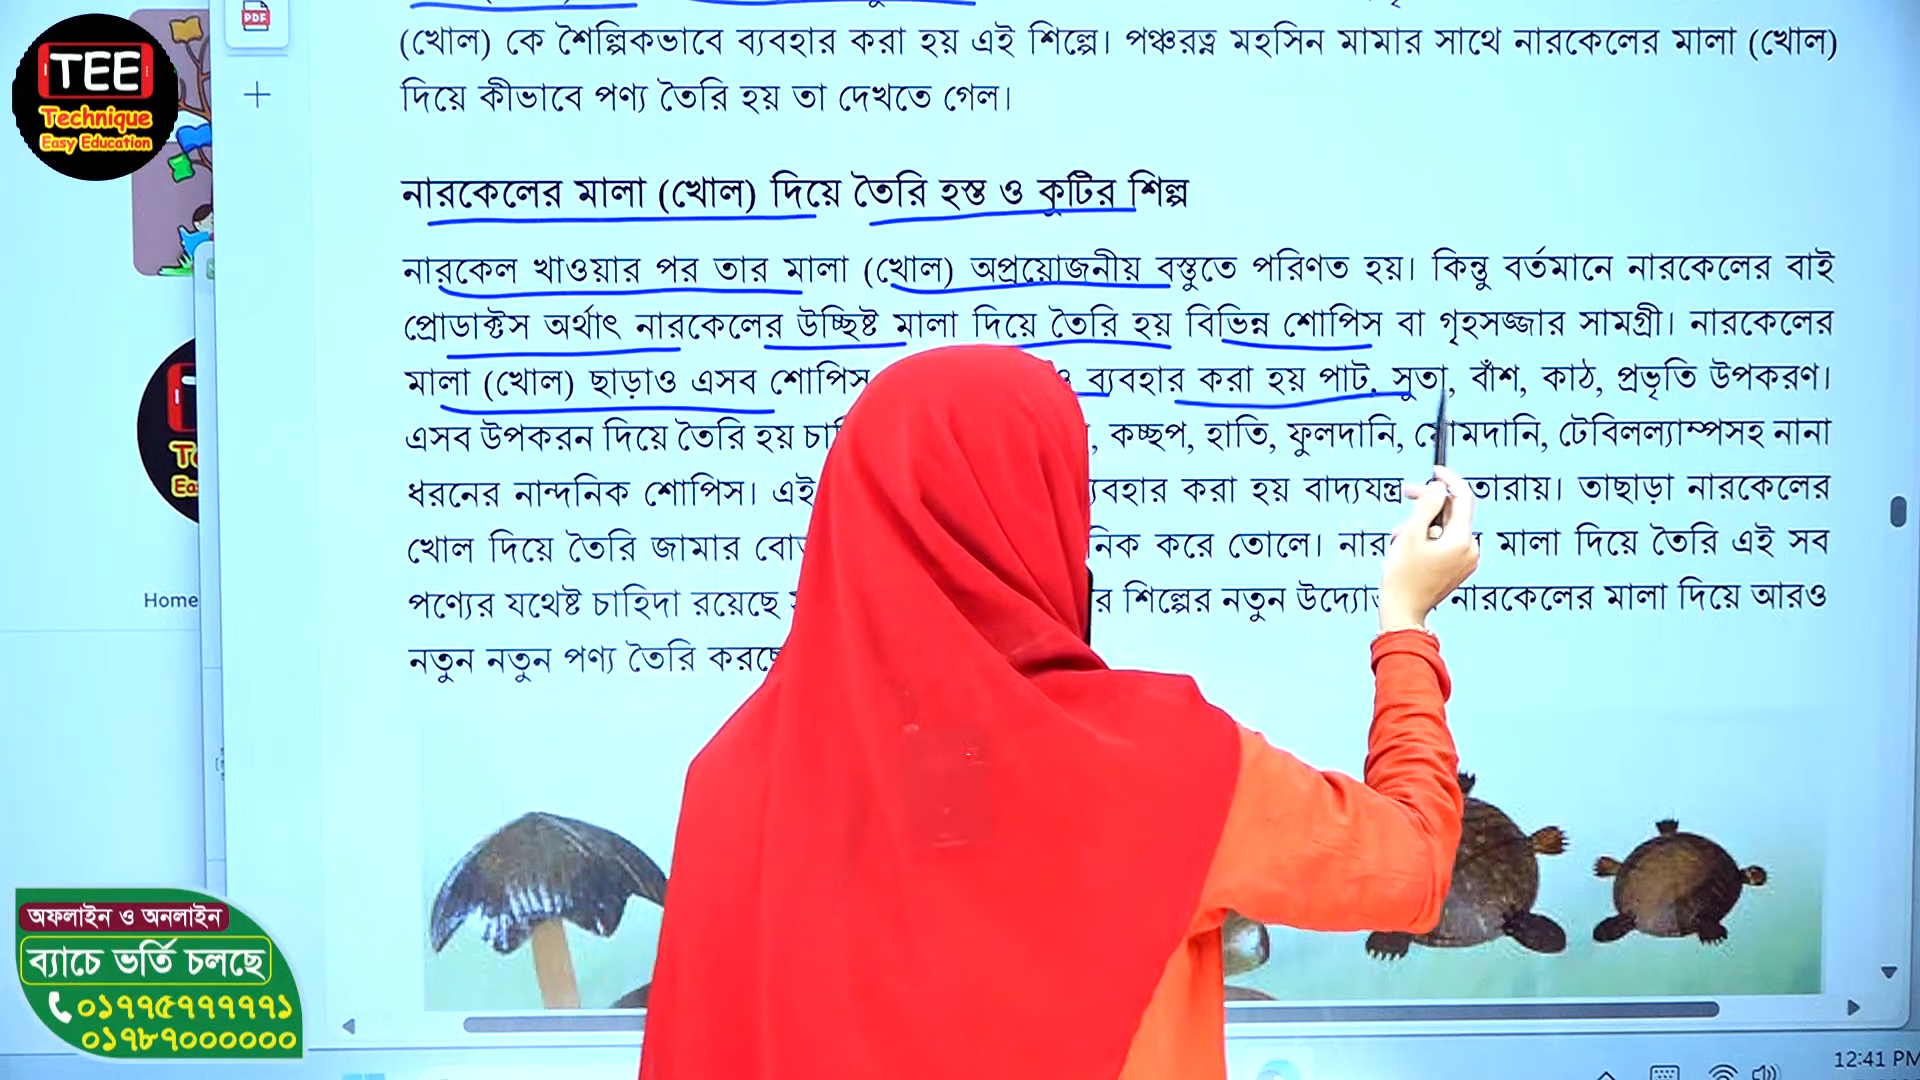 TEE
Technique
Easy Education
PDF
(খোল) কে শৈল্পিকভাবে ব্যবহার করা হয় এই শিল্পে। পঞ্চরত্ন মহসিন মামার সাথে নারকেলের মালা (খোল)
দিয়ে কীভাবে পণ্য তৈরি হয় তা দেখতে গেল।
নারকেলের মালা (খোল) দিয়ে তৈরি হস্ত ও কুটির শিল্প
নারকেল খাওয়ার পর তার মালা (খোল) অপ্রয়োজনীয় বস্তুতে পরিণত হয়। কিন্তু বর্তমানে নারকেলের বাই
প্রোডাক্টস অর্থাৎ নারকেলের উচ্ছিষ্ট মালা দিয়ে তৈরি হয় বিভিন্ন শোপিস বা গৃহসজ্জার সামগ্রী। নারকেলের
মালা (খোল) ছাড়াও এসব শোপিস ব্যবহার করা হয় পাট, সুতা, বাঁশ, কাঠ, প্রভৃতি উপকরণ।
এসব উপকরন দিয়ে তৈরি হয় কচ্ছপ, হাতি, ফুলদানি, টেবিলল্যাম্পসহ নানা
ধরনের নান্দনিক শোপিস। এই করা হয় বাদ্যযন্ত্র তাছাড়া নারকেলের
খোল দিয়ে তৈরি জামার করে তোলে। মালা দিয়ে তৈরি এই সব
পণ্যের যথেষ্ট চাহিদা রয়েছে শিল্পের নতুন নারকেলের মালা দিয়ে আরও
নতুন নতুন পণ্য তৈরি
Home
অফলাইন ও অনলাইন
ব্যাচে ভর্তি চলছে
০১৭৭৫৭৭৭৭৭১
০১৭৮৭০০০০০০
12:41 PM